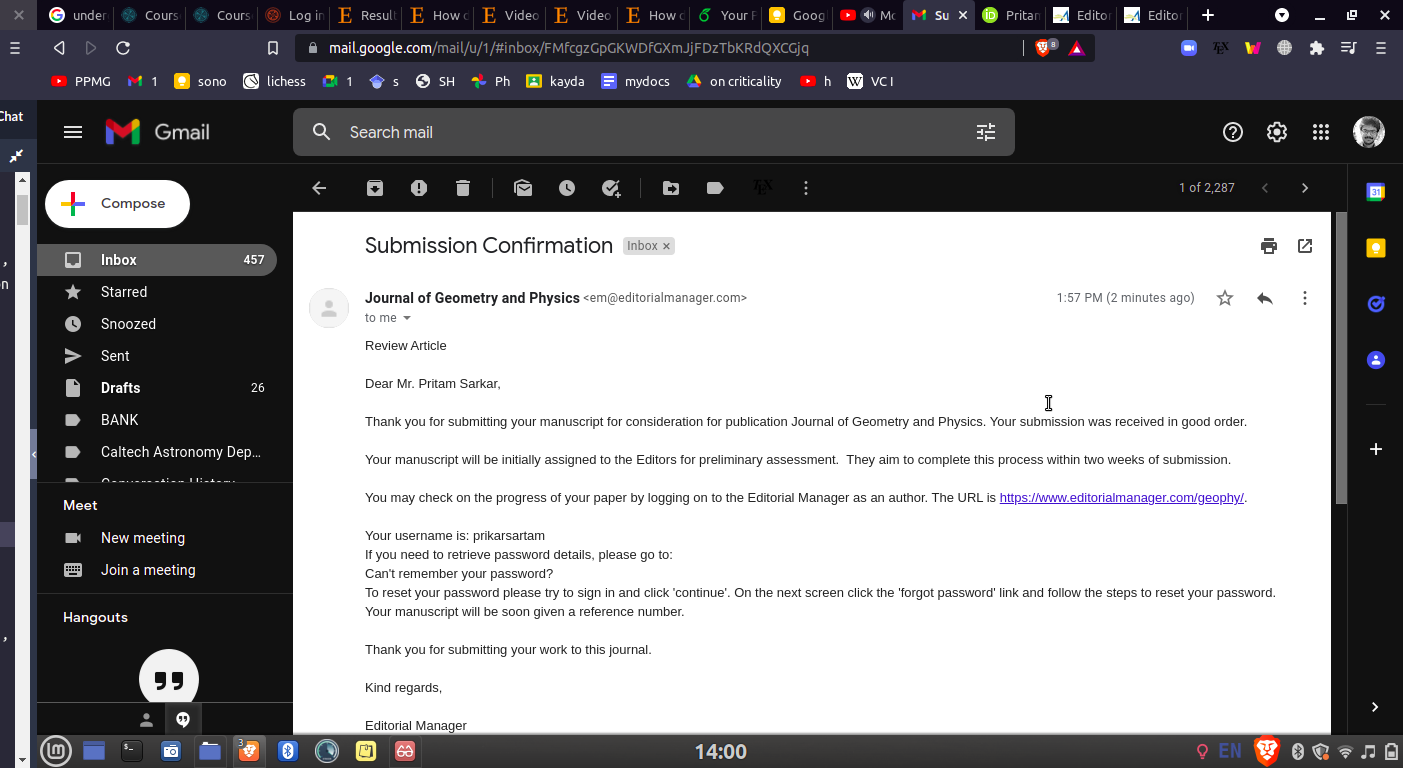 under
Cours
Cours
Log in
Result
How
Video
Video
How
Your F
Goog
Mc
Su
Pritar
Editor
Editor
mail.google.com/mail/u/1/#inbox/FMfcgzGpGKWDfGXmJjFDzTbKRdQXCGjq
8
PPMG
1
sono
lichess
1
s
SH
Ph
kayda
mydocs
on criticality
h
VC I
Chat
Gmail
Search mail
Compose
1 of 2,287
Inbox 457
Starred
Snoozed
Sent
Drafts 26
BANK
Caltech Astronomy Dep...
Conversation History
Meet
New meeting
Join a meeting
Hangouts
Submission Confirmation Inbox ×
Journal of Geometry and Physics <em@editorialmanager.com> 1:57 PM (2 minutes ago)
to me
Review Article
Dear Mr. Pritam Sarkar,
Thank you for submitting your manuscript for consideration for publication Journal of Geometry and Physics. Your submission was received in good order.
Your manuscript will be initially assigned to the Editors for preliminary assessment.  They aim to complete this process within two weeks of submission.
You may check on the progress of your paper by logging on to the Editorial Manager as an author. The URL is https://www.editorialmanager.com/geophy/.
Your username is: prikarsartam
If you need to retrieve password details, please go to:
Can't remember your password?
To reset your password please try to sign in and click 'continue'. On the next screen click the 'forgot password' link and follow the steps to reset your password.
Your manuscript will be soon given a reference number.
Thank you for submitting your work to this journal.
Kind regards,
Editorial Manager
31
3
14:00
EN